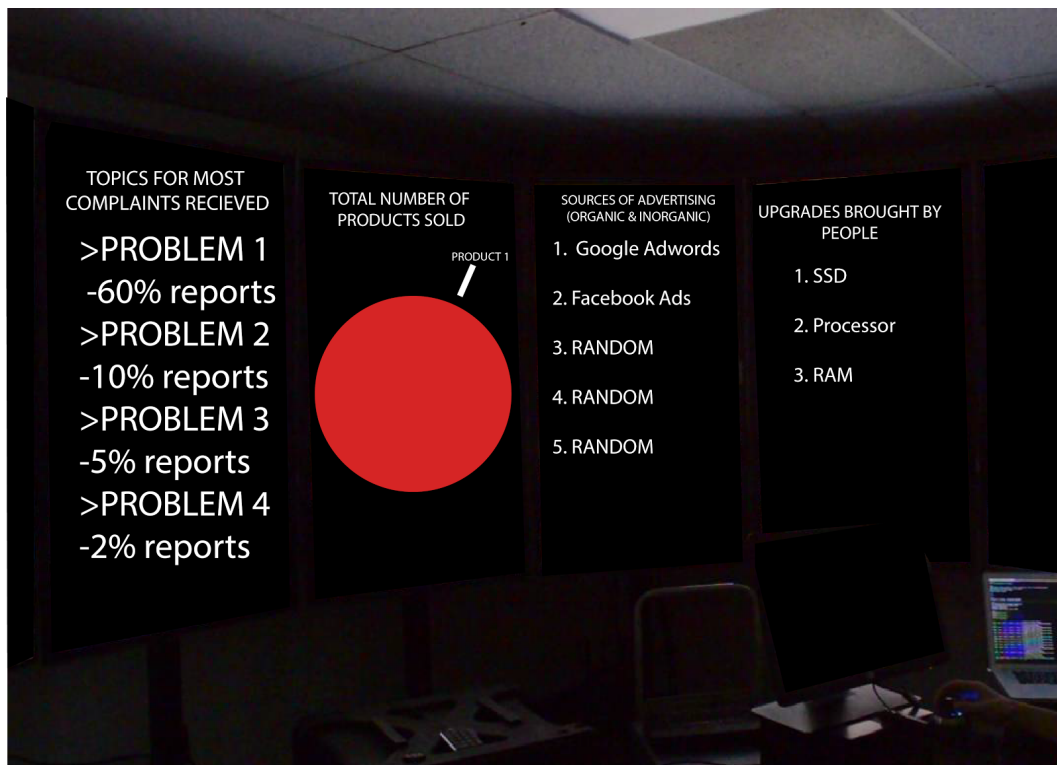 TOPICS FOR MOST
COMPLAINTS RECIEVED
>PROBLEM 1
-60% reports
>PROBLEM 2
-10% reports
>PROBLEM 3
-5% reports
>PROBLEM 4
-2% reports
TOTAL NUMBER OF
PRODUCTS SOLD
PRODUCT 1
SOURCES OF ADVERTISING
(ORGANIC & INORGANIC)
1. Google Adwords
2. Facebook Ads
3. RANDOM
4. RANDOM
5. RANDOM
UPGRADES BROUGHT BY
PEOPLE
1. SSD
2. Processor
3. RAM